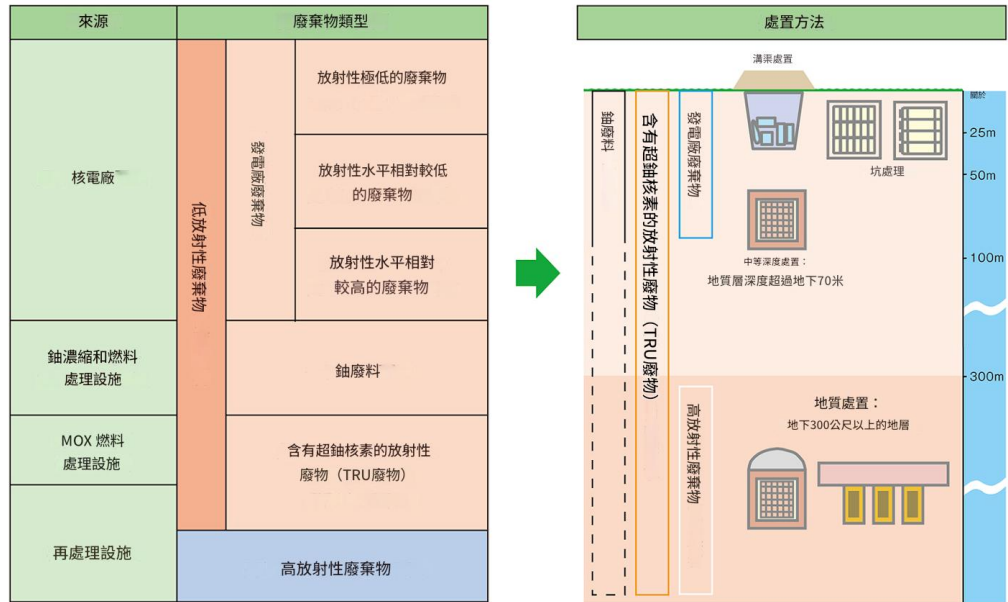 來源
廢棄物類型
核電廠
低放射性廢棄物
發電廠廢棄物
放射性極低的廢棄物
放射性水平相對較低
的廢棄物
放射性水平相對
較高的廢棄物
鈾濃縮和燃料
處理設施
鈾廢料
MOX 燃料
處理設施
含有超鈾核素的放射性
廢物（TRU廢物）
再處理設施
高放射性廢棄物
處置方法
溝渠處置
關於
鈾廢料
含有超鈾核素的放射性廢物（TRU廢物）
發電廠廢棄物
25m
50m
坑處理
中等深度處置：
地質層深度超過地下70米
100m
300m
高放射性廢棄物
地質處置：
地下300公尺以上的地層